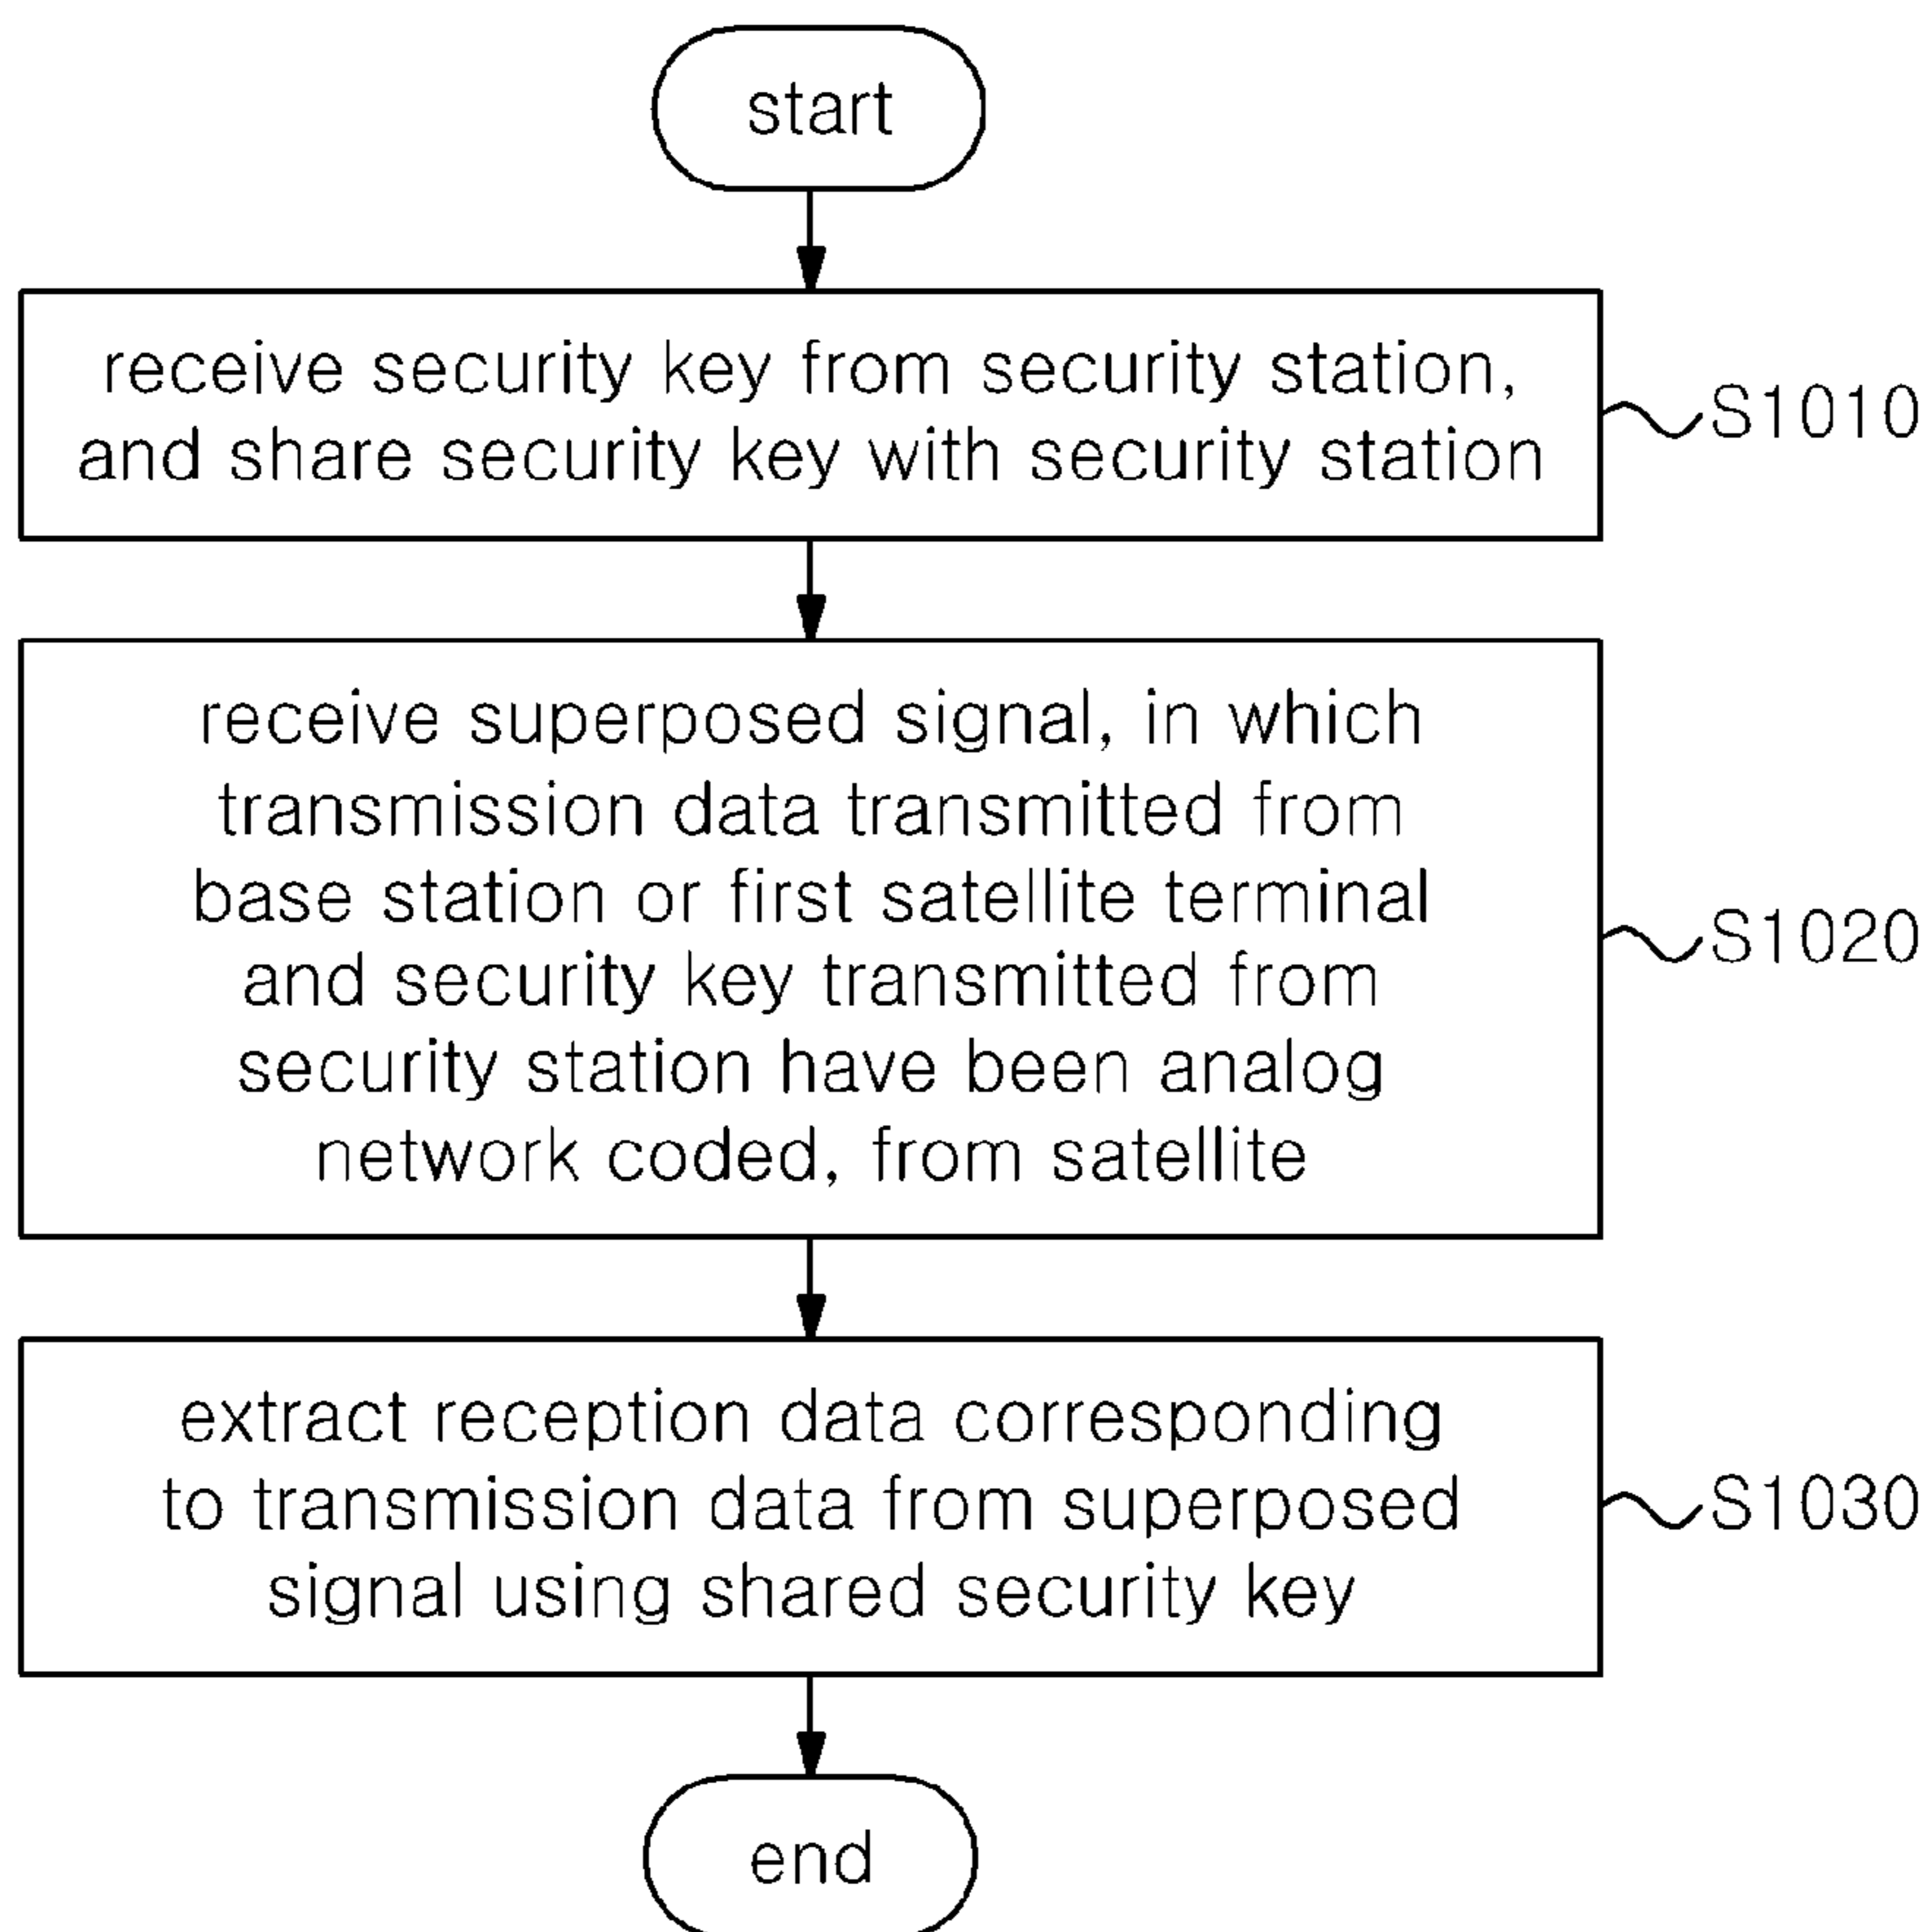 start
receive security key from security station,
and share security key with security station
S1010
receive superposed signal, in which
transmission data transmitted from
base station or first satellite terminal
and security key transmitted from
security station have been analog
network coded, from satellite
S1020
extract reception data corresponding
to transmission data from superposed
signal using shared security key
S1030
end